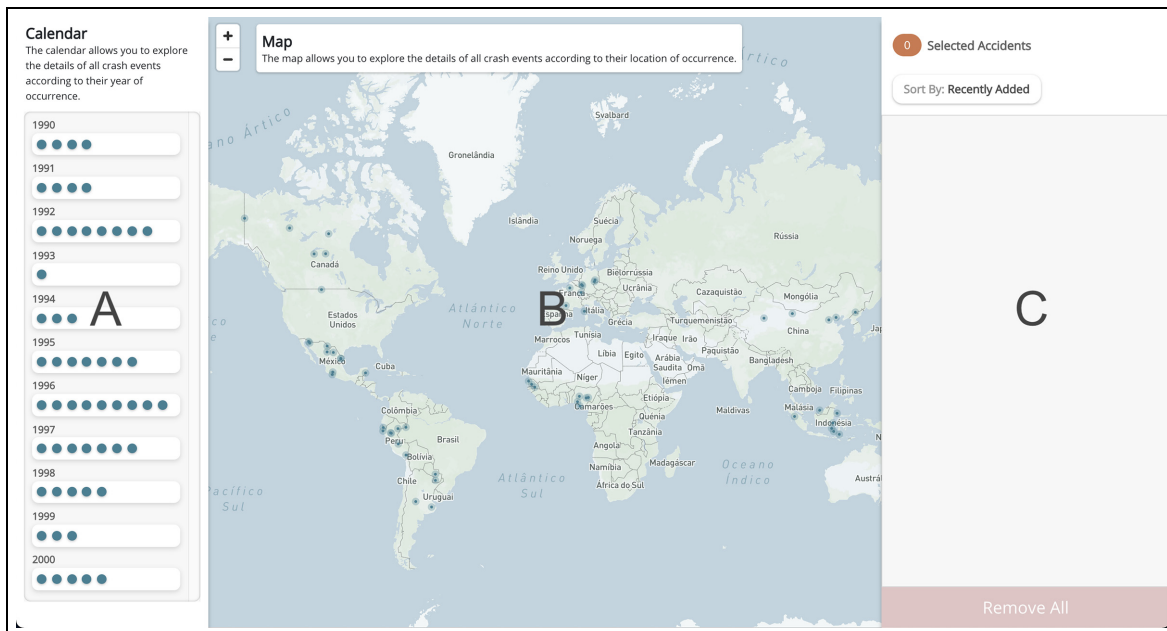 Calendar
The calendar allows you to explore
the details of all crash events
according to their year of
occurrence.
1990
1991
1992
1993
1994
1995
1996
1997
1998
1999
2000
A
+
−
Map
The map allows you to explore the details of all crash events according to their location of occurrence.
ano Ártico
rtico
Svalbard
Gronelândia
Islândia
Suécia
Noruega
Rússia
Canadá
Reino Unido
Bielorrússia
Ucrânia
França
Cazaquistão
Mongólia
Atlântico
Norte
Estados
Unidos
B
Espanha
Itália
Grécia
Turquemenistão
China
Jap
Marrocos
Tunísia
Iraque
Irão
Líbia
Egito
Arábia
Saudita
Omã
Paquistão
Bangladesh
México
Cuba
Mauritânia
Níger
Iémen
Camboja
Filipinas
Colômbia
Camarões
Etiópia
Quénia
Maldivas
Malásia
Indonésia
Peru
Brasil
Tanzânia
N
Bolívia
Angola
Chile
Atlântico
Sul
Namíbia
Madagáscar
Oceano
Índico
Austrá
África do Sul
Pacífico
Sul
Uruguai
co
e
0 Selected Accidents
Sort By: Recently Added
C
Remove All